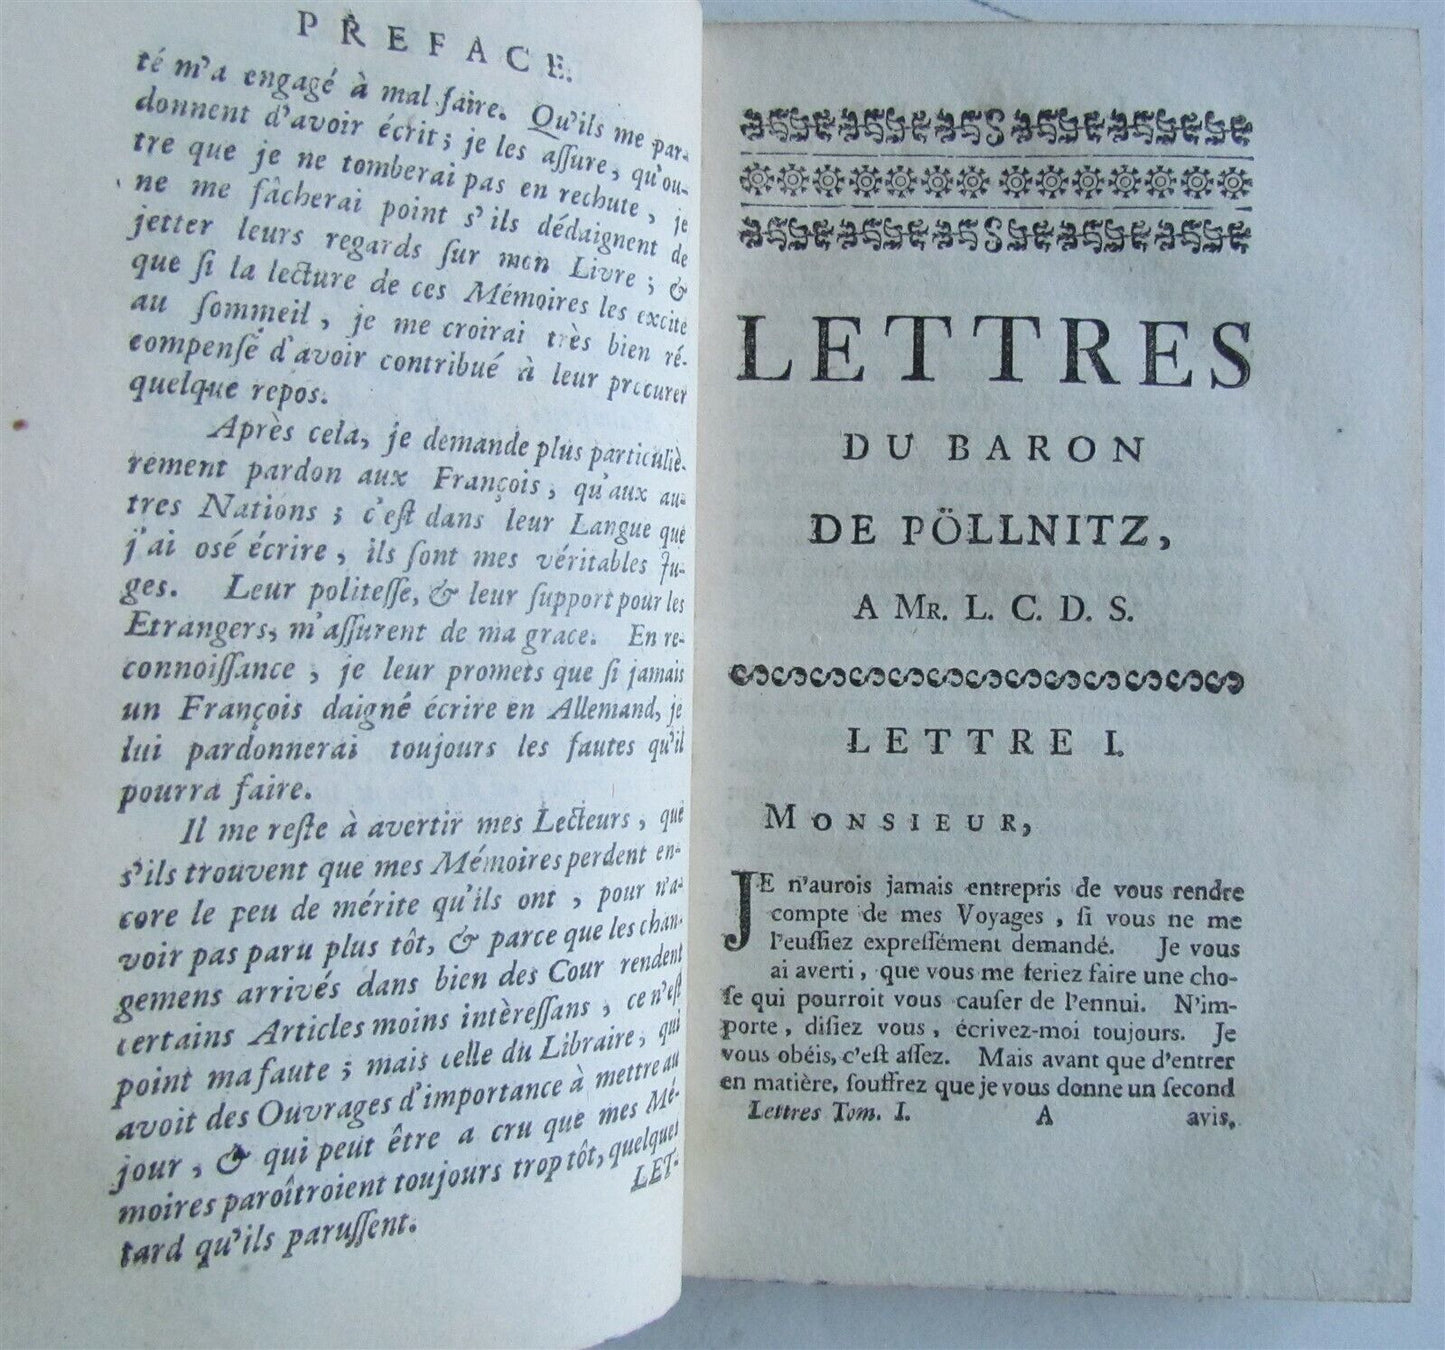 PREFACE.
té m'a engagé à mal faire. Qu'ils me par-
donnent d'avoir écrit; je les aſſure, qu'ou-
tre que je ne tomberai pas en rechute, je
ne me fâcherai point s'ils dédaignent de
jetter leurs regards ſur mon Livre; &
que ſi la lecture de ces Mémoires les excite
au ſommeil, je me croirai très bien ré-
compenſé d'avoir contribué à leur procurer
quelque repos.
Après cela, je demande plus particuliè-
rement pardon aux François, qu'aux au-
tres Nations; c'eſt dans leur Langue que
j'ai osé écrire, ils ſont mes véritables Ju-
ges. Leur politeſſe, & leur ſupport pour les
Etrangers, m'aſſurent de ma grace. En re-
connoiſſance, je leur promets que ſi jamais
un François daigné écrire en Allemand, je
lui pardonnerai toujours les fautes qu'il
pourra faire.
Il me reſte à avertir mes Lecteurs, que
s'ils trouvent que mes Mémoires perdent en-
core le peu de mérite qu'ils ont, pour n'a-
voir pas paru plus tôt, & parce que les chan-
gemens arrivés dans bien des Cour rendent
certains Articles moins intèreſſans, ce n'eſt
point ma faute; mais celle du Libraire, qui
avoit des Ouvrages d'importance à mettre au
jour, & qui peut être a cru que mes Mé-
moires paroîtroient toujours trop tôt, quelque
tard qu'ils paruſſent.
LET-
LETTRES
DU BARON
DE PÖLLNITZ,
A MR. L. C. D. S.
LETTRE I.
MONSIEUR,
JE n'aurois jamais entrepris de vous rendre
compte de mes Voyages, ſi vous ne me
l'euſſiez expreſſément demandé. Je vous
ai averti, que vous me feriez faire une cho-
ſe qui pourroit vous cauſer de l'ennui. N'im-
porte, diſiez vous, écrivez-moi toujours. Je
vous obéis, c'eſt aſſez. Mais avant que d'entrer
en matière, ſouffrez que je vous donne un ſecond
Lettres Tom. I. A avis,